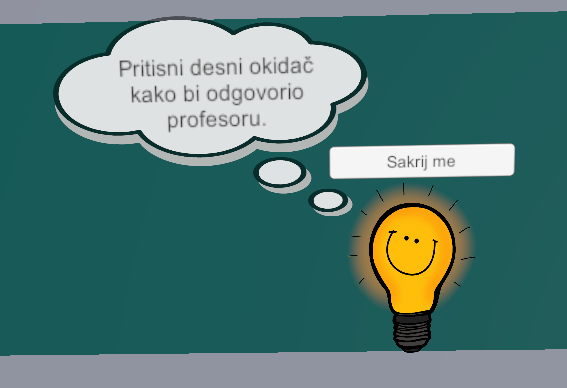 Pritisni desni okidač
kako bi odgovorio
profesoru.
Sakrij me